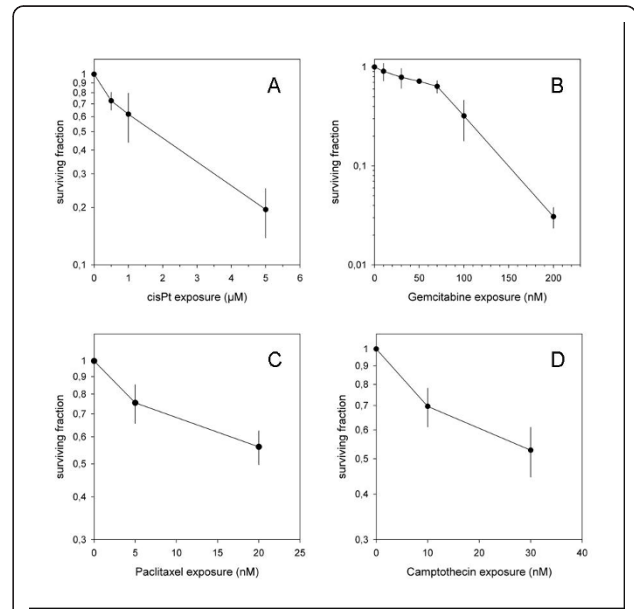 A
1
0,9
0,8
0,7
0,6
0,5
0,4
0,3
0,2
0,1
surviving fraction
0 1 2 3 4 5 6
cisPt exposure (µM)
B
1
0,1
0,01
surviving fraction
0 50 100 150 200
Gemcitabine exposure (nM)
C
1
0,9
0,8
0,7
0,6
0,5
0,4
0,3
surviving fraction
0 5 10 15 20 25
Paclitaxel exposure (nM)
D
1
0,9
0,8
0,7
0,6
0,5
0,4
0,3
surviving fraction
0 10 20 30 40
Camptothecin exposure (nM)